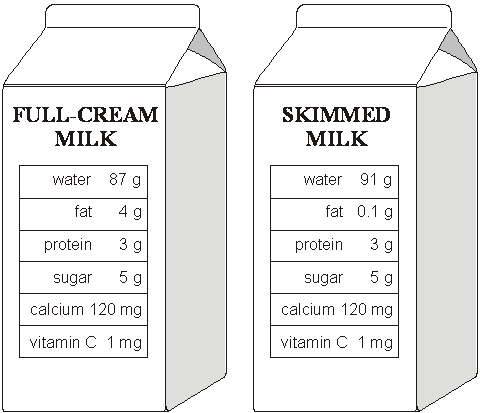 FULL-CREAM
MILK
water 87 g
fat 4 g
protein 3 g
sugar 5 g
calcium 120 mg
vitamin C 1 mg
SKIMMED
MILK
water 91 g
fat 0.1 g
protein 3 g
sugar 5 g
calcium 120 mg
vitamin C 1 mg